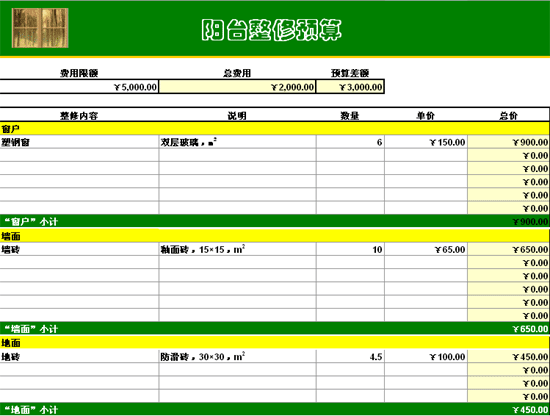 阳台整修预算
费用限额 总费用 预算差额
￥5,000.00 ￥2,000.00 ￥3,000.00
整修内容 说明 数量 单价 总价
窗户
塑钢窗 双层玻璃，m² 6 ￥150.00 ￥900.00
￥0.00
￥0.00
￥0.00
￥0.00
￥0.00
“窗户”小计 ￥900.00
墙面
墙砖 釉面砖，15×15，m² 10 ￥65.00 ￥650.00
￥0.00
￥0.00
￥0.00
￥0.00
￥0.00
“墙面”小计 ￥650.00
地面
地砖 防滑砖，30×30，m² 4.5 ￥100.00 ￥450.00
￥0.00
￥0.00
￥0.00
“地面”小计 ￥450.00